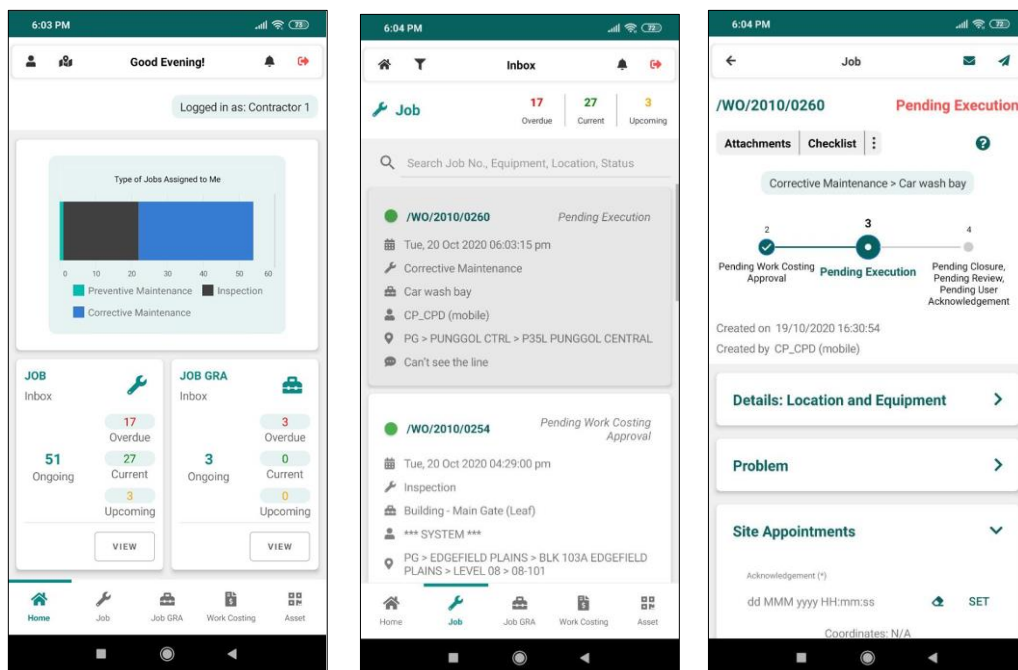 6:03 PM
73
Good Evening!
Logged in as: Contractor 1
Type of Jobs Assigned to Me
0 10 20 30 40 50 60
Preventive Maintenance
Inspection
Corrective Maintenance
JOB
Inbox
17
Overdue
51
Ongoing
27
Current
3
Upcoming
VIEW
JOB GRA
Inbox
3
Overdue
3
Ongoing
0
Current
0
Upcoming
VIEW
Home
Job
Job GRA
Work Costing
Asset
6:04 PM
72
Inbox
Job
17
Overdue
27
Current
3
Upcoming
Search Job No., Equipment, Location, Status
/WO/2010/0260
Pending Execution
Tue, 20 Oct 2020 06:03:15 pm
Corrective Maintenance
Car wash bay
CP_CPD (mobile)
PG > PUNGGOL CTRL > P35L PUNGGOL CENTRAL
Can't see the line
/WO/2010/0254
Pending Work Costing
Approval
Tue, 20 Oct 2020 04:29:00 pm
Inspection
Building - Main Gate (Leaf)
*** SYSTEM ***
PG > EDGEFIELD PLAINS > BLK 103A EDGEFIELD
PLAINS > LEVEL 08 > 08-101
Home
Job
Job GRA
Work Costing
Asset
6:04 PM
72
Job
/WO/2010/0260
Pending Execution
Attachments
Checklist
Corrective Maintenance > Car wash bay
2
Pending Work Costing
Approval
3
Pending Execution
4
Pending Closure,
Pending Review,
Pending User
Acknowledgement
Created on 19/10/2020 16:30:54
Created by CP_CPD (mobile)
Details: Location and Equipment
Problem
Site Appointments
Acknowledgement (*)
dd MMM yyyy HH:mm:ss
SET
Coordinates: N/A